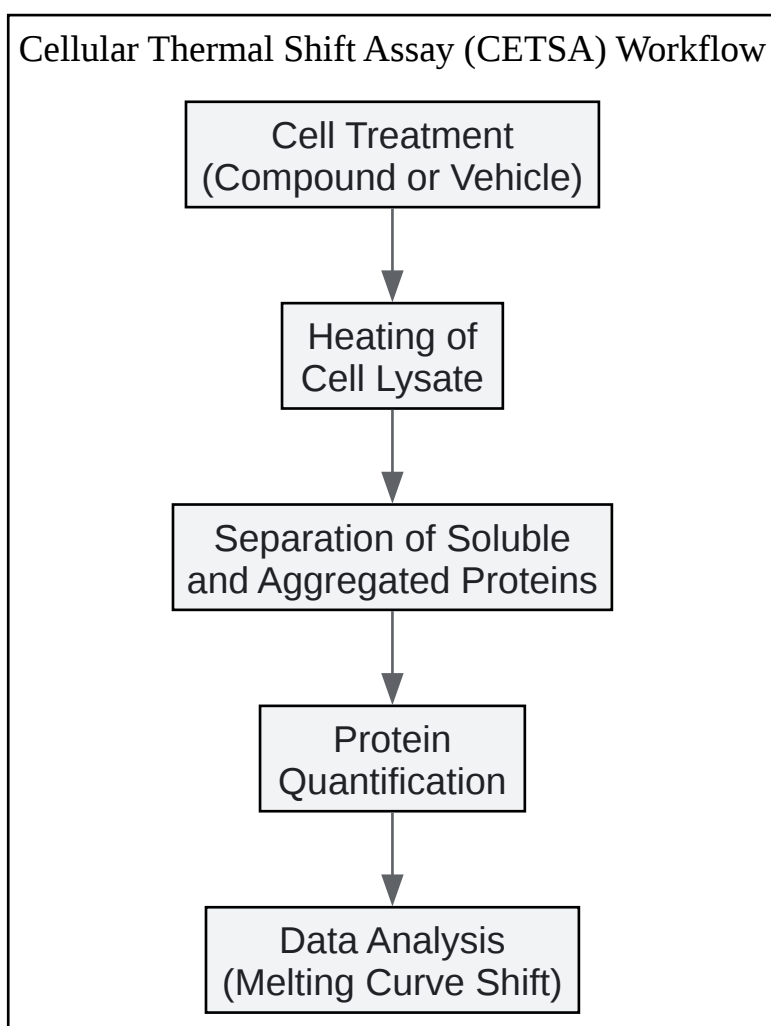 Cellular Thermal Shift Assay (CETSA) Workflow
Cell Treatment
(Compound or Vehicle)
Heating of
Cell Lysate
Separation of Soluble
and Aggregated Proteins
Protein
Quantification
Data Analysis
(Melting Curve Shift)